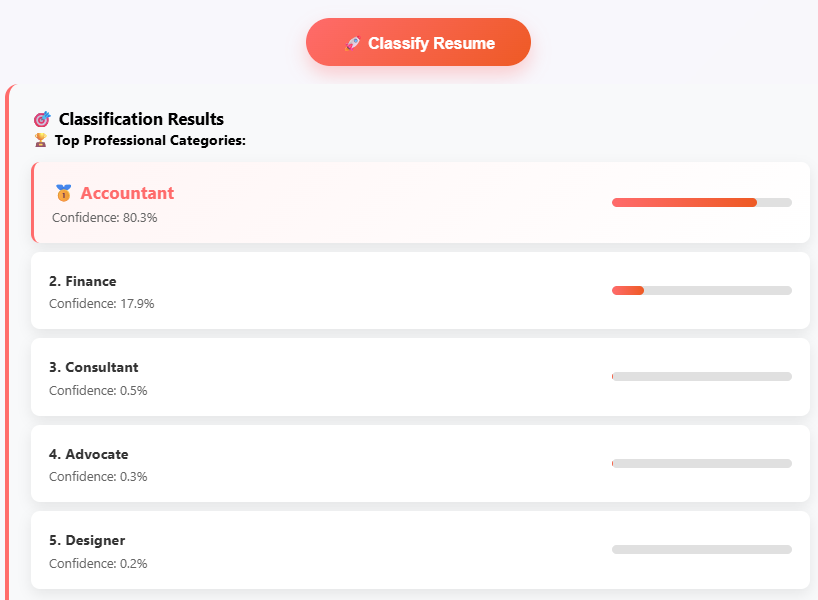 🚀 Classify Resume
🎯 Classification Results
🏆 Top Professional Categories:
🥇 Accountant
Confidence: 80.3%
2. Finance
Confidence: 17.9%
3. Consultant
Confidence: 0.5%
4. Advocate
Confidence: 0.3%
5. Designer
Confidence: 0.2%